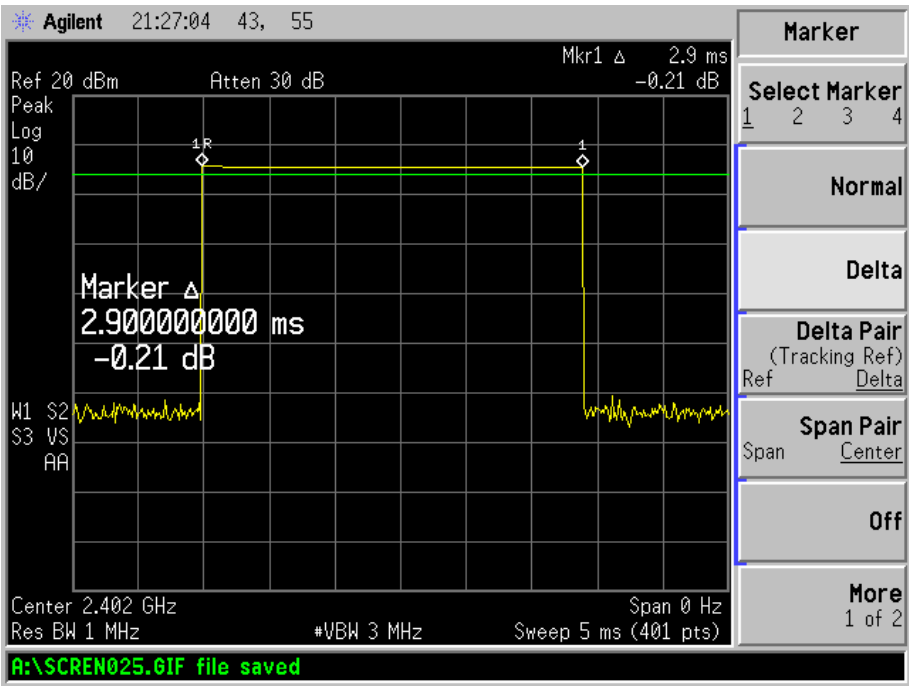 Agilent 21:27:04 43, 55
Mkr1 Δ 2.9 ms
Ref 20 dBm Atten 30 dB -0.21 dB
Peak
Log
10
dB/
1R
1
Marker Δ
2.900000000 ms
-0.21 dB
W1 S2
S3 VS
AA
Center 2.402 GHz Span 0 Hz
Res BW 1 MHz #VBW 3 MHz Sweep 5 ms (401 pts)
A:\SCREN025.GIF file saved
Marker
Select Marker
1 2 3 4
Normal
Delta
Delta Pair
(Tracking Ref)
Ref Delta
Span Pair
Span Center
Off
More
1 of 2